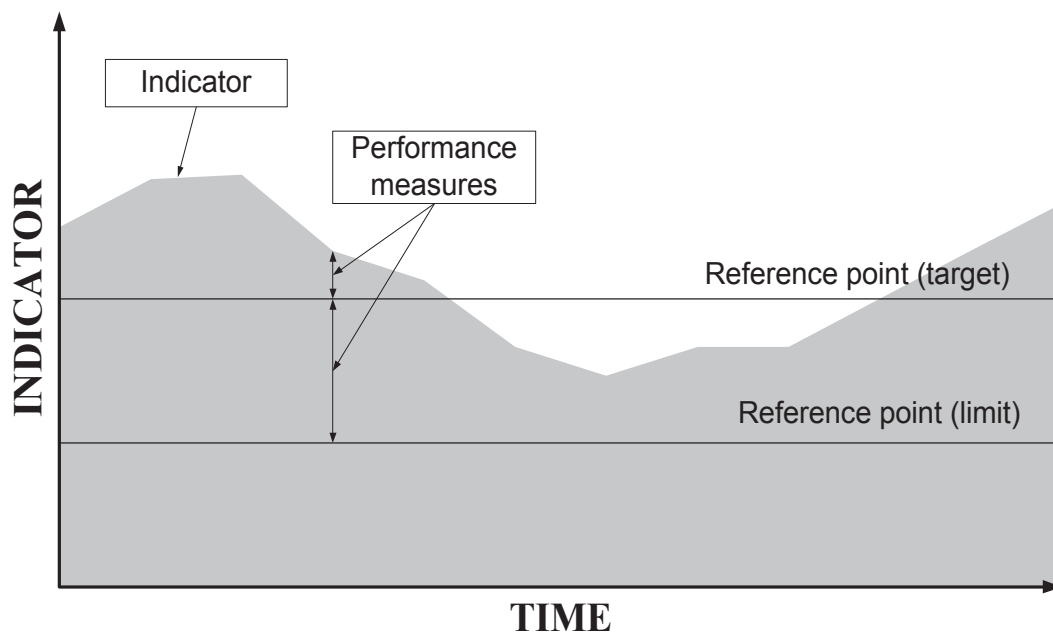 Indicator
Performance
measures
INDICATOR
Reference point (target)
Reference point (limit)
TIME